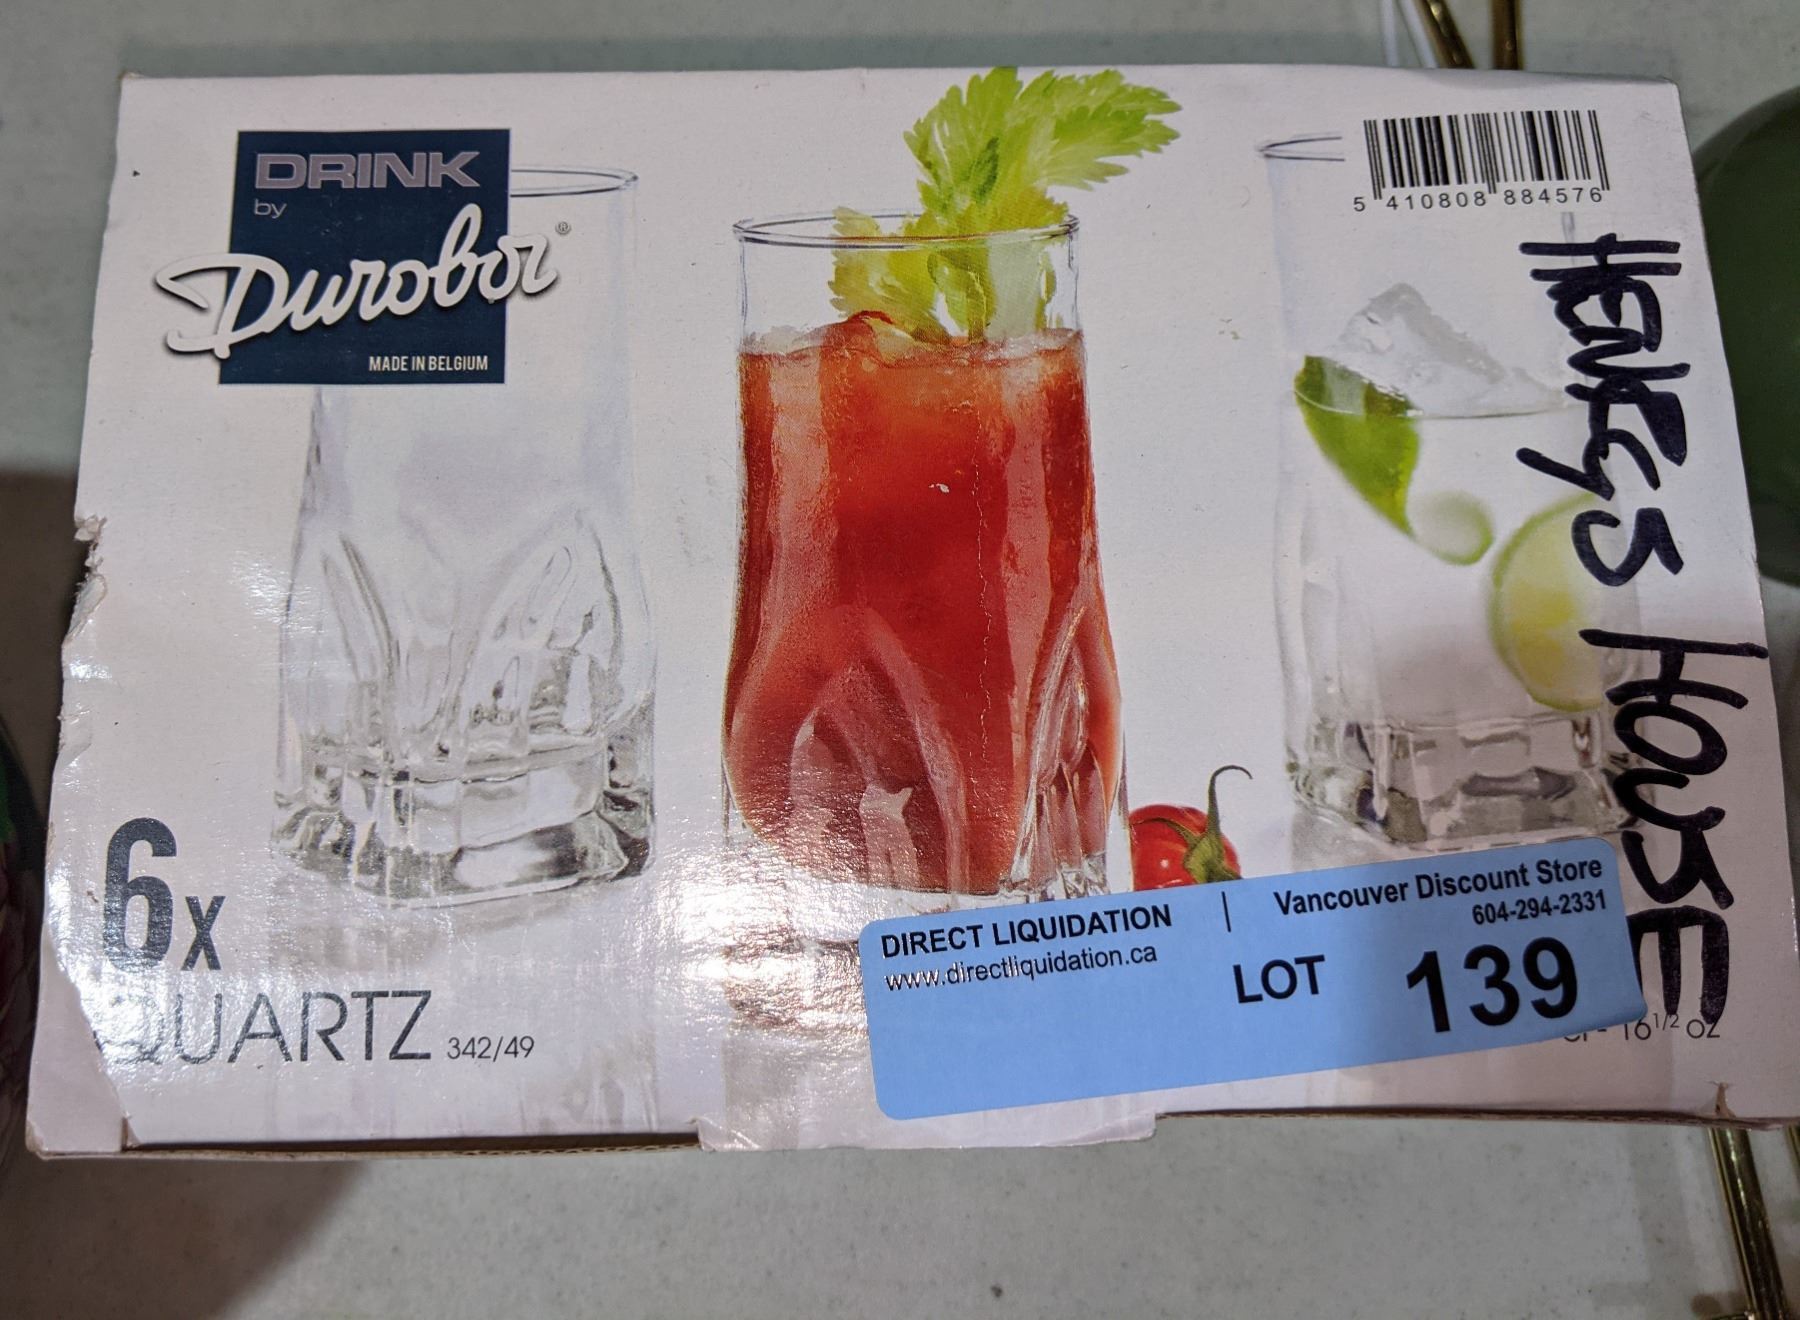 DRINK
by
Durobor®
MADE IN BELGIUM
5 410808 884576
HOUSE
6x
QUARTZ 342/49
DIRECT LIQUIDATION | Vancouver Discount Store
www.directliquidation.ca
604-294-2331
LOT 139
16 1/2 OZ